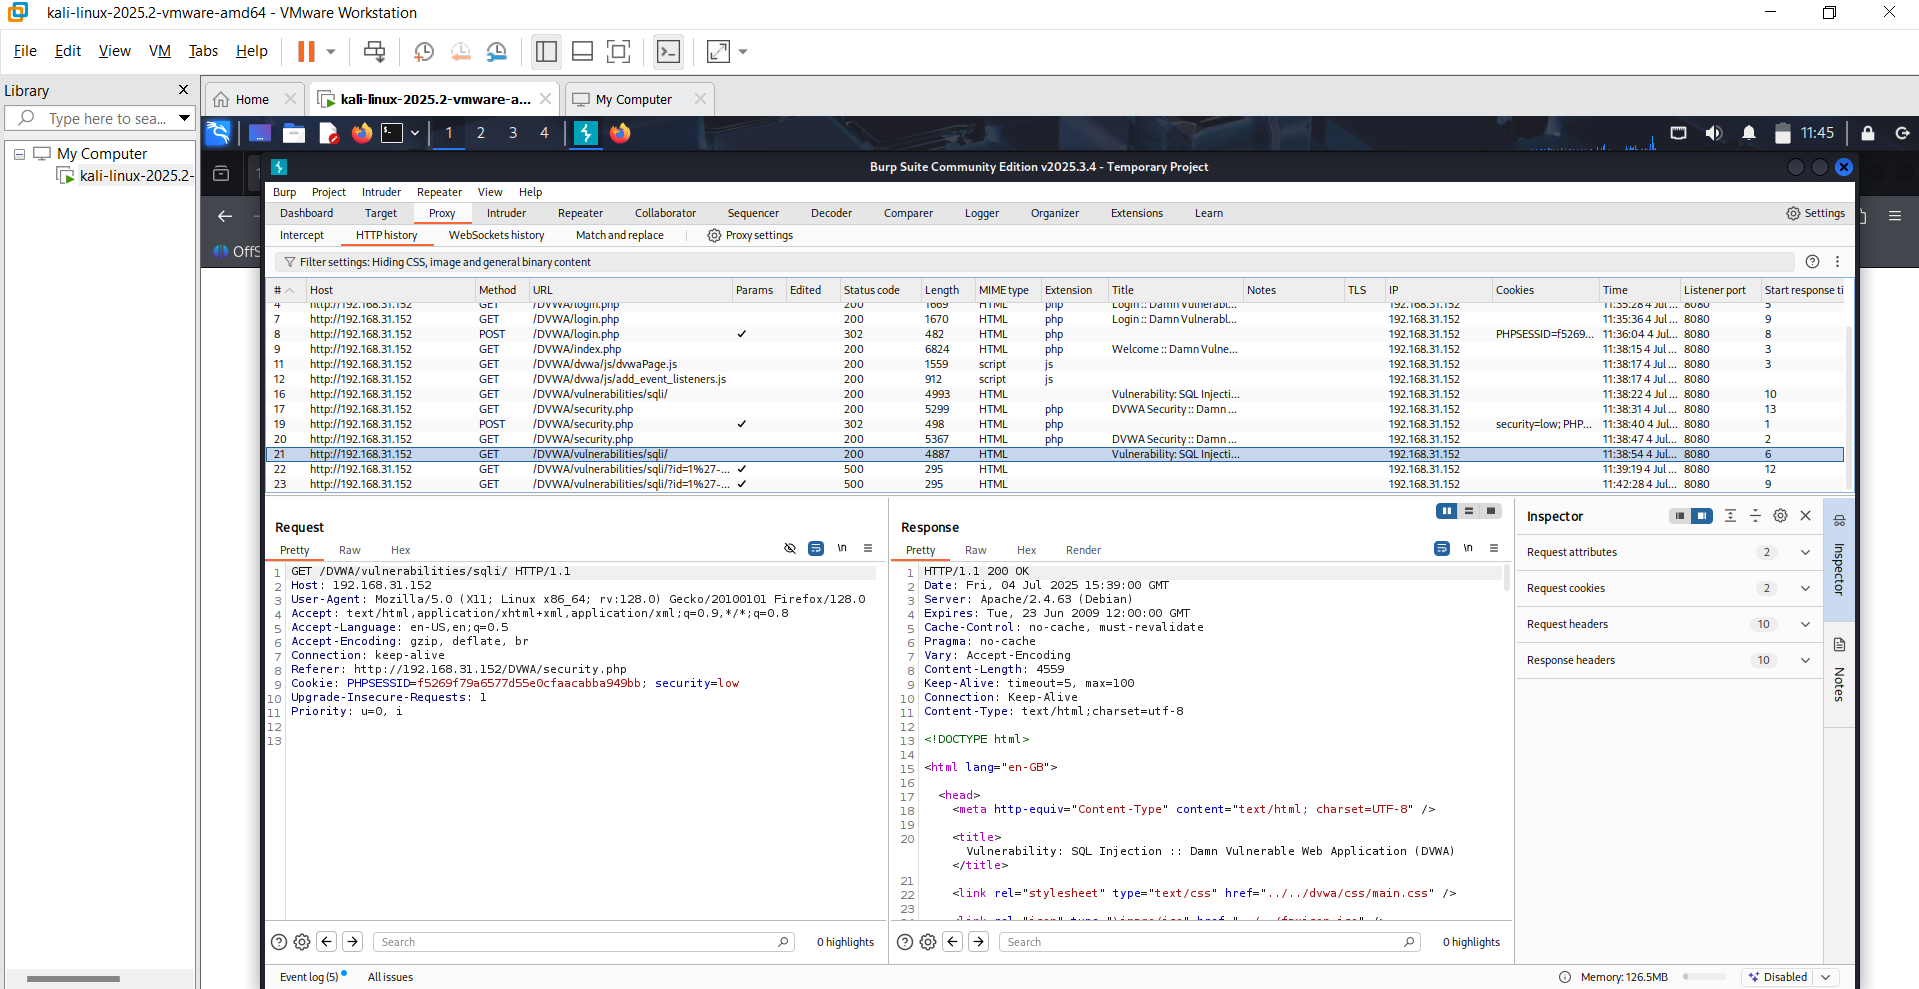 kali-linux-2025.2-vmware-amd64 - VMware Workstation
File Edit View VM Tabs Help
Library
Type here to sea...
My Computer
kali-linux-2025.2-
Home
kali-linux-2025.2-vmware-a...
My Computer
1 2 3 4
11:45
Burp Suite Community Edition v2025.3.4 - Temporary Project
Burp Project Intruder Repeater View Help
Dashboard Target Proxy Intruder Repeater Collaborator Sequencer Decoder Comparer Logger Organizer Extensions Learn Settings
Intercept HTTP history WebSockets history Match and replace Proxy settings
OffS
Filter settings: Hiding CSS, image and general binary content
# Host Method URL Params Edited Status code Length MIME type Extension Title Notes TLS IP Cookies Time Listener port Start response ti
4 http://192.168.31.152 GET /DVWA/login.php 200 1669 HTML php Login :: Damn Vulnerabl... 192.168.31.152 11:35:28 4 Jul ... 8080 5
7 http://192.168.31.152 GET /DVWA/login.php 200 1670 HTML php Login :: Damn Vulnerabl... 192.168.31.152 11:35:36 4 Jul ... 8080 9
8 http://192.168.31.152 POST /DVWA/login.php ✓ 302 482 HTML php 192.168.31.152 PHPSESSID=f5269... 11:36:04 4 Jul ... 8080 8
9 http://192.168.31.152 GET /DVWA/index.php 200 6824 HTML php Welcome :: Damn Vulne... 192.168.31.152 11:38:15 4 Jul ... 8080 3
11 http://192.168.31.152 GET /DVWA/dvwa/js/dvwaPage.js 200 1559 script js 192.168.31.152 11:38:17 4 Jul ... 8080 3
12 http://192.168.31.152 GET /DVWA/dvwa/js/add_event_listeners.js 200 912 script js 192.168.31.152 11:38:17 4 Jul ... 8080
16 http://192.168.31.152 GET /DVWA/vulnerabilities/sqli/ 200 4993 HTML Vulnerability: SQL Injecti... 192.168.31.152 11:38:22 4 Jul ... 8080 10
17 http://192.168.31.152 GET /DVWA/security.php 200 5299 HTML php DVWA Security :: Damn ... 192.168.31.152 11:38:31 4 Jul ... 8080 13
19 http://192.168.31.152 POST /DVWA/security.php ✓ 302 498 HTML php 192.168.31.152 security=low; PHP... 11:38:40 4 Jul ... 8080 1
20 http://192.168.31.152 GET /DVWA/security.php 200 5367 HTML php DVWA Security :: Damn ... 192.168.31.152 11:38:47 4 Jul ... 8080 2
21 http://192.168.31.152 GET /DVWA/vulnerabilities/sqli/ 200 4887 HTML Vulnerability: SQL Injecti... 192.168.31.152 11:38:54 4 Jul ... 8080 6
22 http://192.168.31.152 GET /DVWA/vulnerabilities/sqli/?id=1%27-... ✓ 500 295 HTML 192.168.31.152 11:39:19 4 Jul... 8080 12
23 http://192.168.31.152 GET /DVWA/vulnerabilities/sqli/?id=1%27-... ✓ 500 295 HTML 192.168.31.152 11:42:28 4 Jul... 8080 9
Request
Pretty Raw Hex
\n
1 GET /DVWA/vulnerabilities/sqli/ HTTP/1.1
2 Host: 192.168.31.152
3 User-Agent: Mozilla/5.0 (X11; Linux x86_64; rv:128.0) Gecko/20100101 Firefox/128.0
4 Accept: text/html,application/xhtml+xml,application/xml;q=0.9,*/*;q=0.8
5 Accept-Language: en-US,en;q=0.5
6 Accept-Encoding: gzip, deflate, br
7 Connection: keep-alive
8 Referer: http://192.168.31.152/DVWA/security.php
9 Cookie: PHPSESSID=f5269f79a6577d55e0cfaacabba949bb; security=low
10 Upgrade-Insecure-Requests: 1
11 Priority: u=0, i
12
13
Search
0 highlights
Response
Pretty Raw Hex Render
\n
1 HTTP/1.1 200 OK
2 Date: Fri, 04 Jul 2025 15:39:00 GMT
3 Server: Apache/2.4.63 (Debian)
4 Expires: Tue, 23 Jun 2009 12:00:00 GMT
5 Cache-Control: no-cache, must-revalidate
6 Pragma: no-cache
7 Vary: Accept-Encoding
8 Content-Length: 4559
9 Keep-Alive: timeout=5, max=100
10 Connection: Keep-Alive
11 Content-Type: text/html;charset=utf-8
12
13 <!DOCTYPE html>
14
15 <html lang="en-GB">
16
17 <head>
18 <meta http-equiv="Content-Type" content="text/html; charset=UTF-8" />
19
20 <title>
Vulnerability: SQL Injection :: Damn Vulnerable Web Application (DVWA)
</title>
21
22 <link rel="stylesheet" type="text/css" href="../../dvwa/css/main.css" />
23
Search
0 highlights
Inspector
Request attributes 2
Request cookies 2
Request headers 10
Response headers 10
Inspector
Notes
Event log (5) All issues
Memory: 126.5MB
Disabled